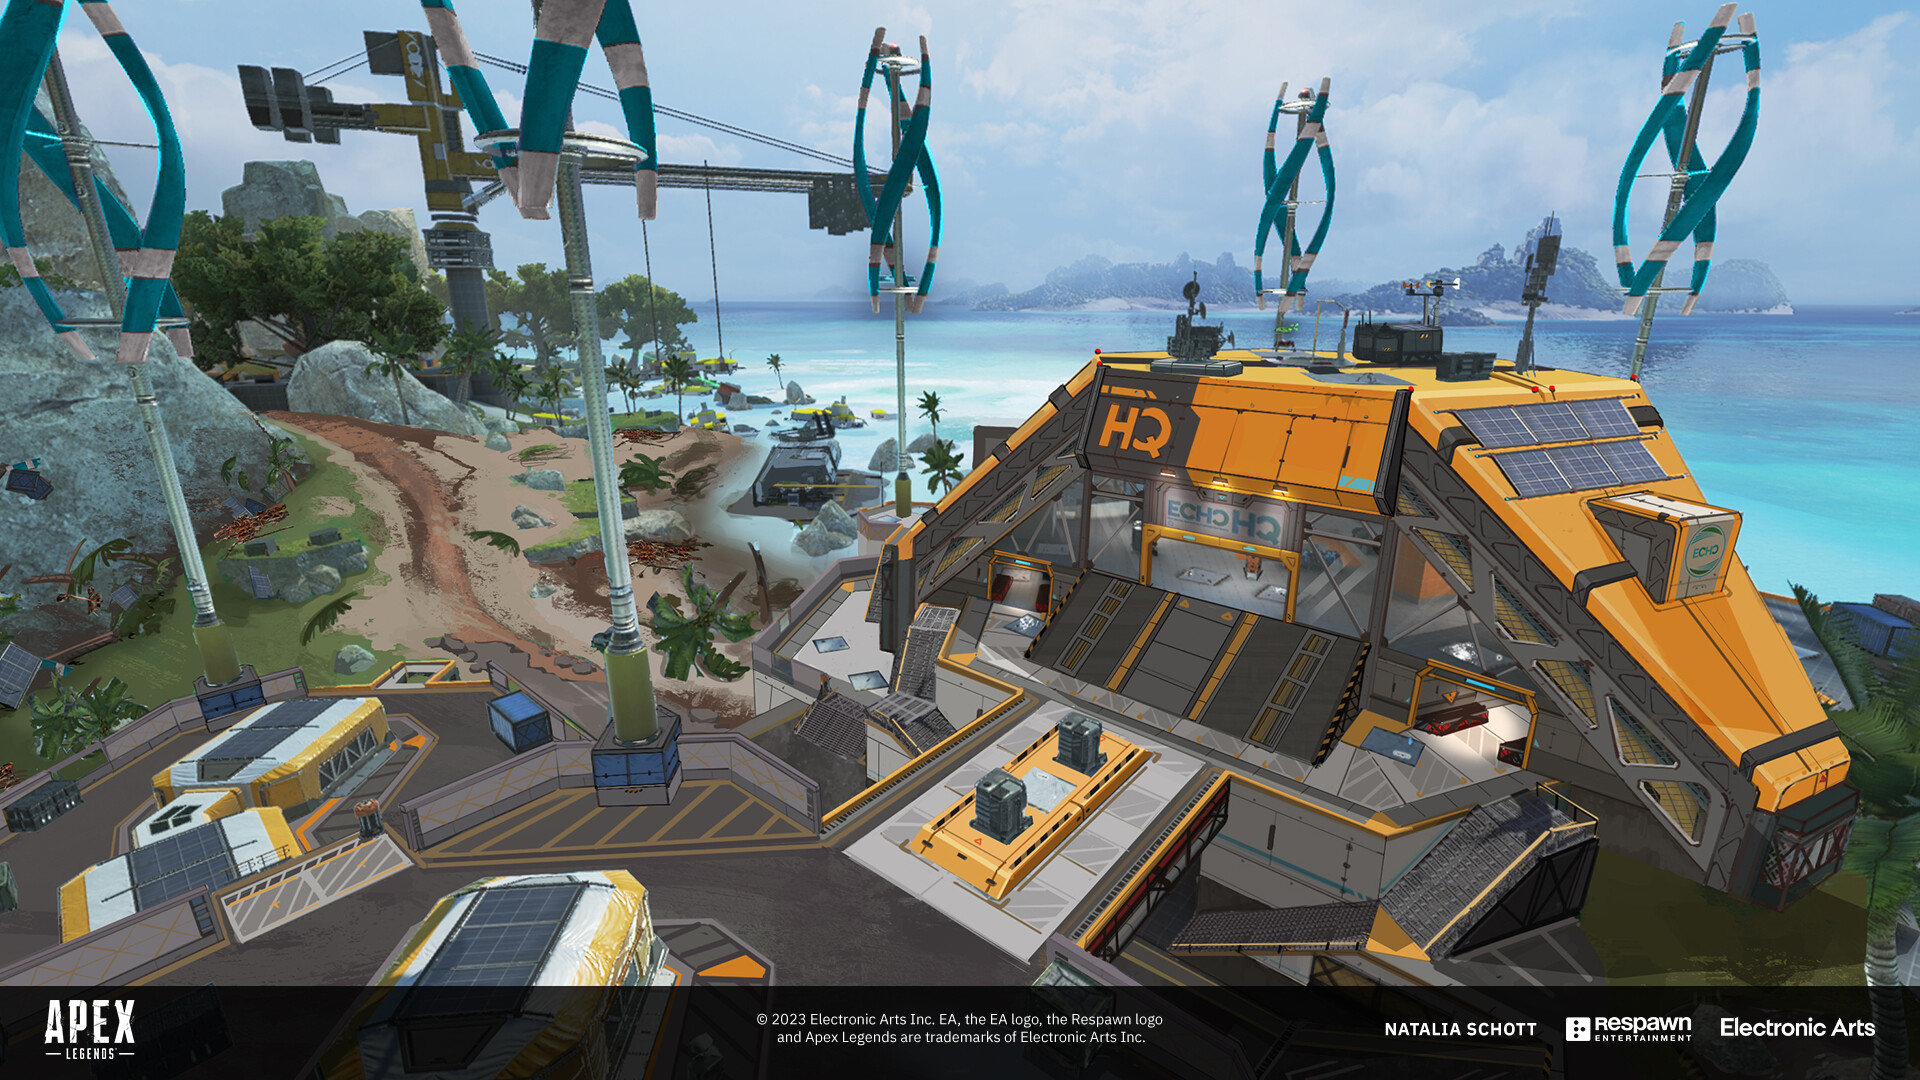 HQ
ECHO HQ
ECHO
APEX
LEGENDS
© 2023 Electronic Arts Inc. EA, the EA logo, the Respawn logo
and Apex Legends are trademarks of Electronic Arts Inc.
NATALIA SCHOTT
RESPAWN
ENTERTAINMENT
Electronic Arts